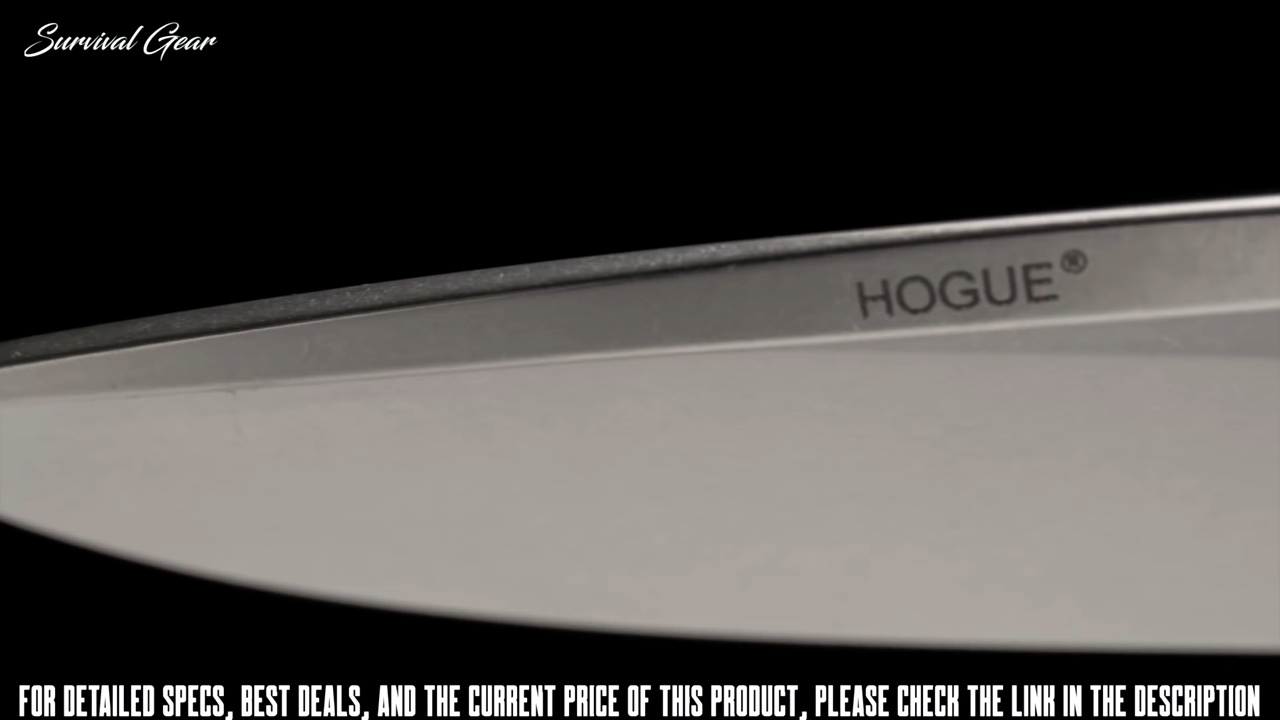 Survival Gear
HOGUE®
FOR DETAILED SPECS, BEST DEALS, AND THE CURRENT PRICE OF THIS PRODUCT, PLEASE CHECK THE LINK IN THE DESCRIPTION